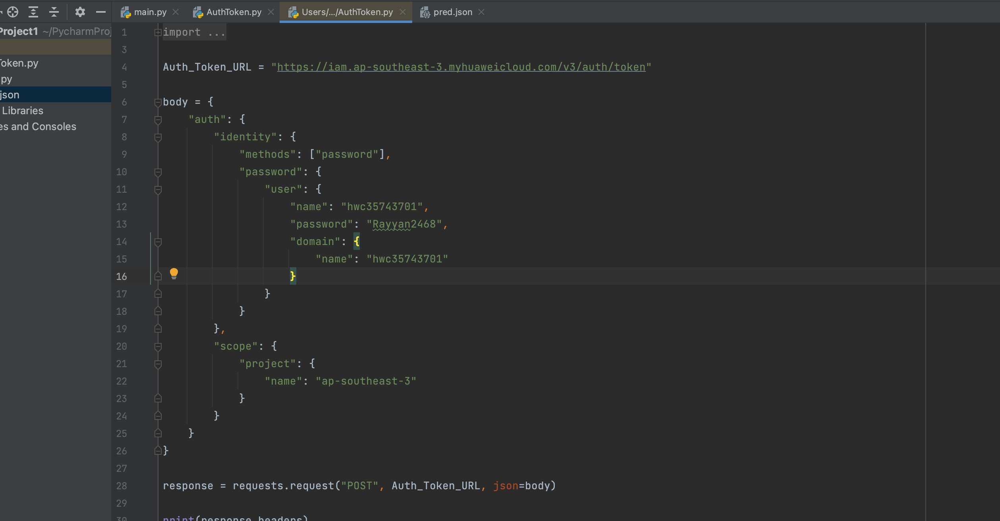 main.py
AuthToken.py
Users/.../AuthToken.py
pred.json
Project1 ~/PycharmProj
Token.py
py
json
Libraries
es and Consoles
1 import ...
3
4 Auth_Token_URL = "https://iam.ap-southeast-3.myhuaweicloud.com/v3/auth/token"
5
6 body = {
7 "auth": {
8 "identity": {
9 "methods": ["password"],
10 "password": {
11 "user": {
12 "name": "hwc35743701",
13 "password": "Rayyan2468",
14 "domain": {
15 "name": "hwc35743701"
16 }
17 }
18 }
19 },
20 "scope": {
21 "project": {
22 "name": "ap-southeast-3"
23 }
24 }
25 }
26 }
27
28 response = requests.request("POST", Auth_Token_URL, json=body)
29
30 print(response.headers)